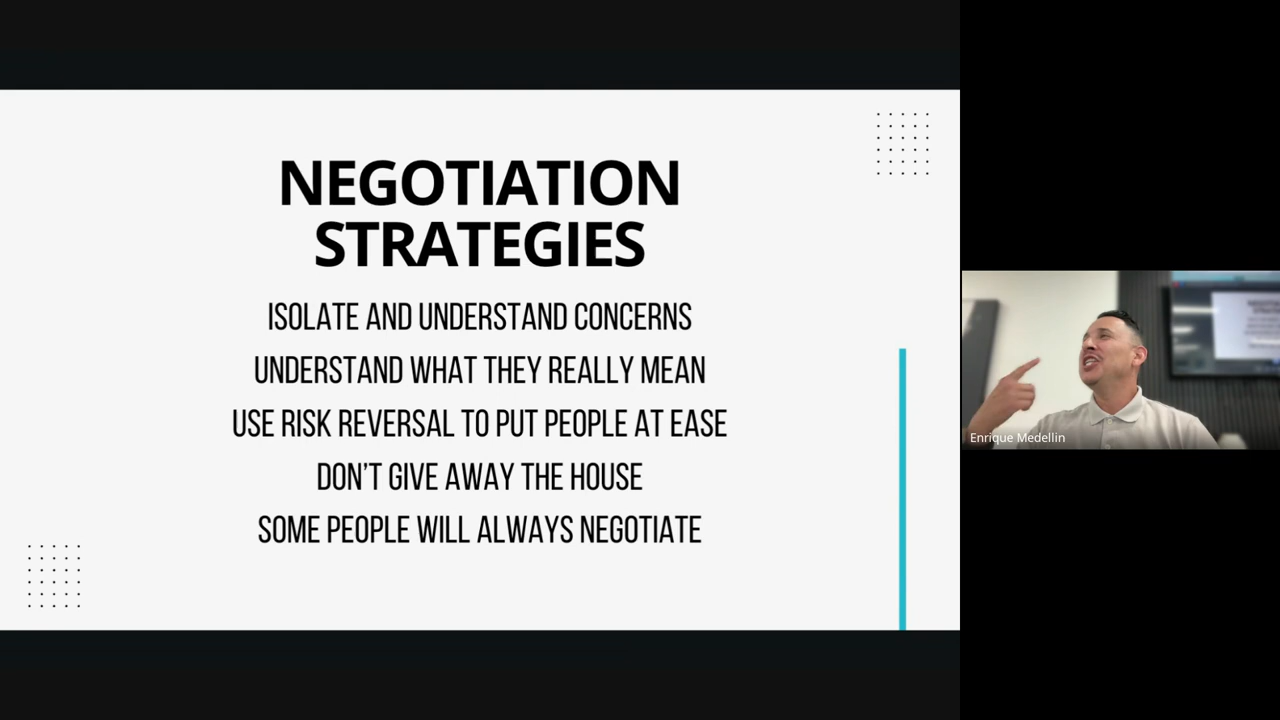 NEGOTIATION
STRATEGIES
ISOLATE AND UNDERSTAND CONCERNS
UNDERSTAND WHAT THEY REALLY MEAN
USE RISK REVERSAL TO PUT PEOPLE AT EASE
DON'T GIVE AWAY THE HOUSE
SOME PEOPLE WILL ALWAYS NEGOTIATE
Enrique Medellin